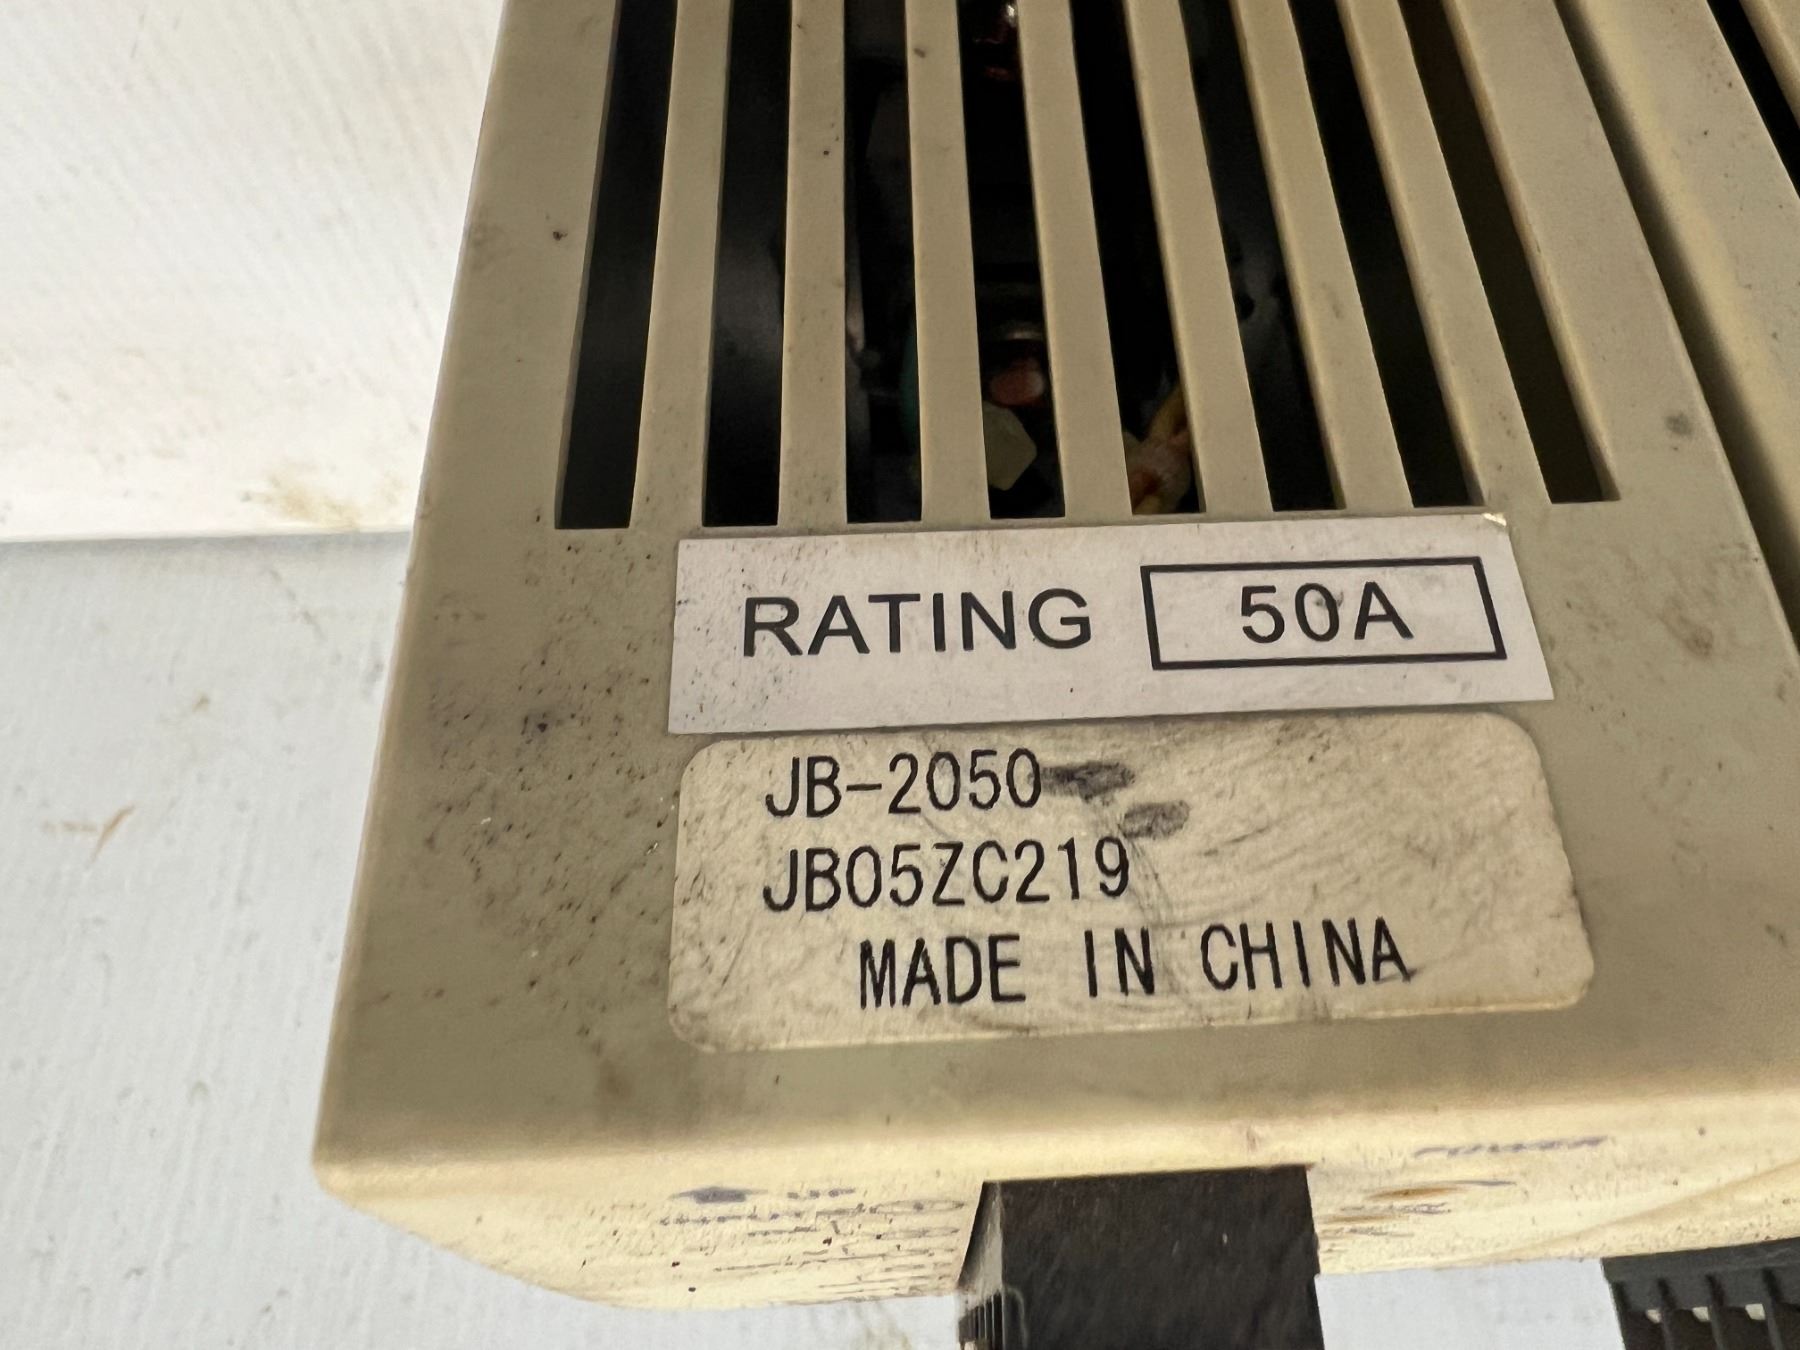 RATING 50A
JB-2050
JB05ZC219
MADE IN CHINA